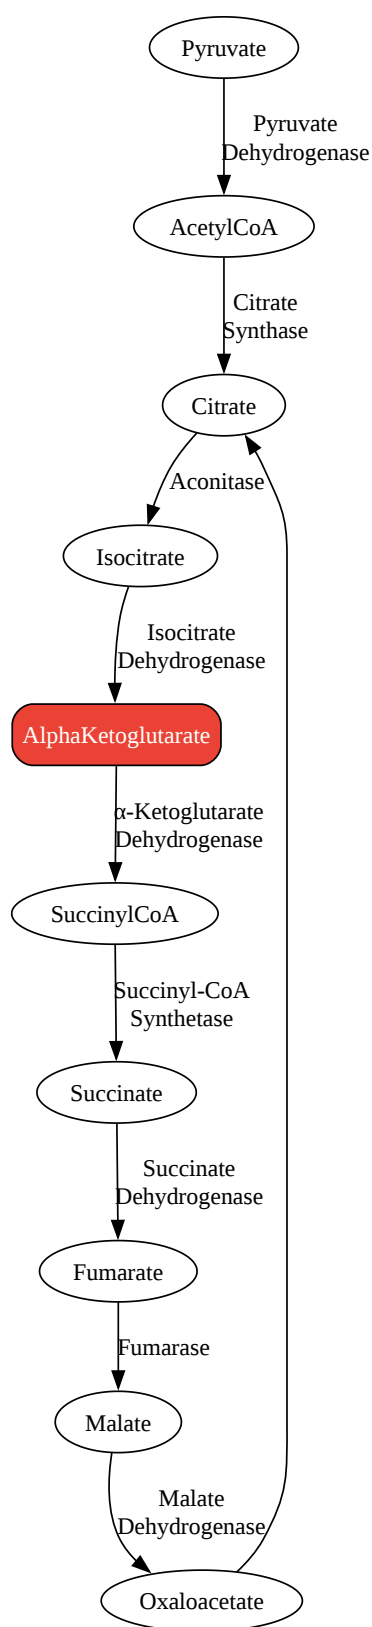 Pyruvate
Pyruvate
Dehydrogenase
AcetylCoA
Citrate
Synthase
Citrate
Aconitase
Isocitrate
Isocitrate
Dehydrogenase
AlphaKetoglutarate
α-Ketoglutarate
Dehydrogenase
SuccinylCoA
Succinyl-CoA
Synthetase
Succinate
Succinate
Dehydrogenase
Fumarate
Fumarase
Malate
Malate
Dehydrogenase
Oxaloacetate